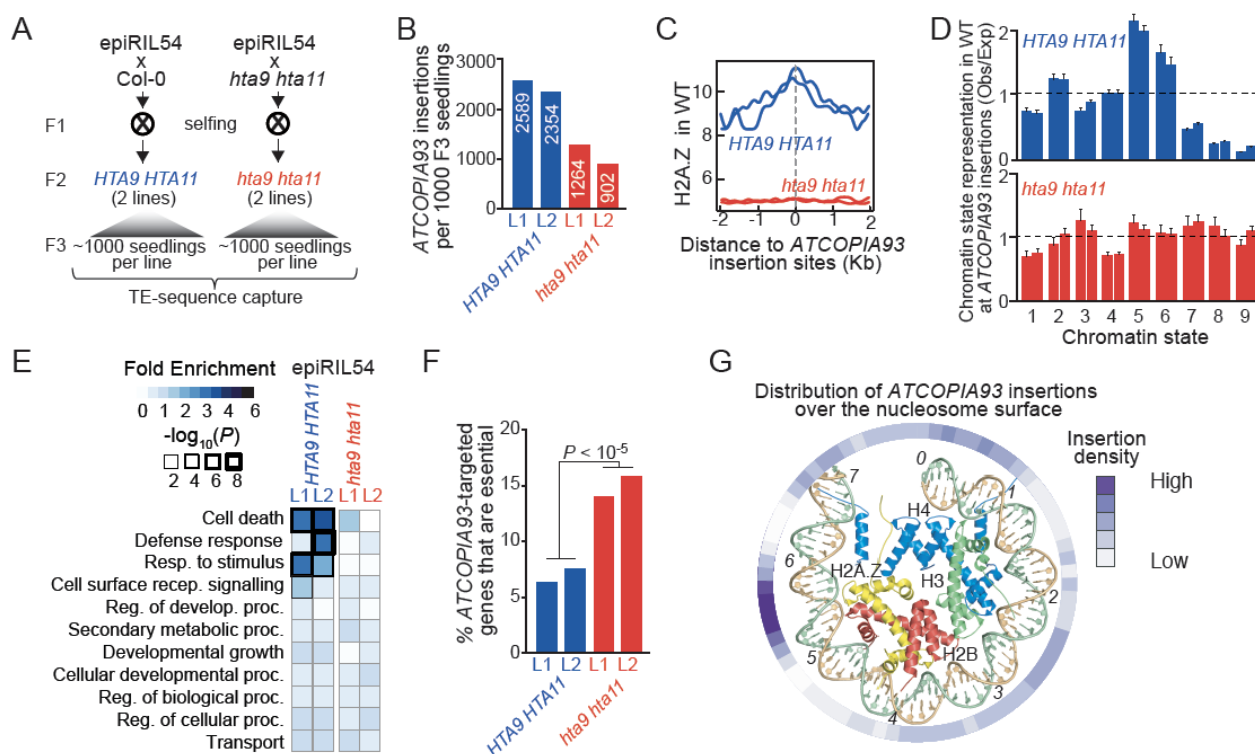 A
epiRIL54
x
Col-0
epiRIL54
x
hta9 hta11
F1
selfing
F2
HTA9 HTA11
(2 lines)
hta9 hta11
(2 lines)
F3
~1000 seedlings
per line
~1000 seedlings
per line
TE-sequence capture
B
ATCOPIA93 insertions
per 1000 F3 seedlings
3000
2000
1000
0
2589
2354
1264
902
L1
L2
L1
L2
HTA9 HTA11
hta9 hta11
C
H2A.Z in WT
10
8
6
HTA9 HTA11
hta9 hta11
-2
0
2
Distance to ATCOPIA93
insertion sites (Kb)
D
Chromatin state representation in WT
at ATCOPIA93 insertions (Obs/Exp)
HTA9 HTA11
2
1
0
hta9 hta11
2
1
0
1 2 3 4 5 6 7 8 9
Chromatin state
E
Fold Enrichment
0 1 2 3 4 5 6
-log10(P)
2 4 6 8
epiRIL54
HTA9 HTA11
hta9 hta11
L1 L2 L1 L2
Cell death
Defense response
Resp. to stimulus
Cell surface recep. signalling
Reg. of develop. proc.
Secondary metabolic proc.
Developmental growth
Cellular developmental proc.
Reg. of biological proc.
Reg. of cellular proc.
Transport
F
% ATCOPIA93-targeted
genes that are esential
20
15
10
5
0
P < 10-5
L1
L2
L1
L2
HTA9 HTA11
hta9 hta11
G
Distribution of ATCOPIA93 insertions
over the nucleosome surface
Insertion
density
High
Low
0
1
2
3
4
5
6
7
H4
H3
H2A.Z
H2B